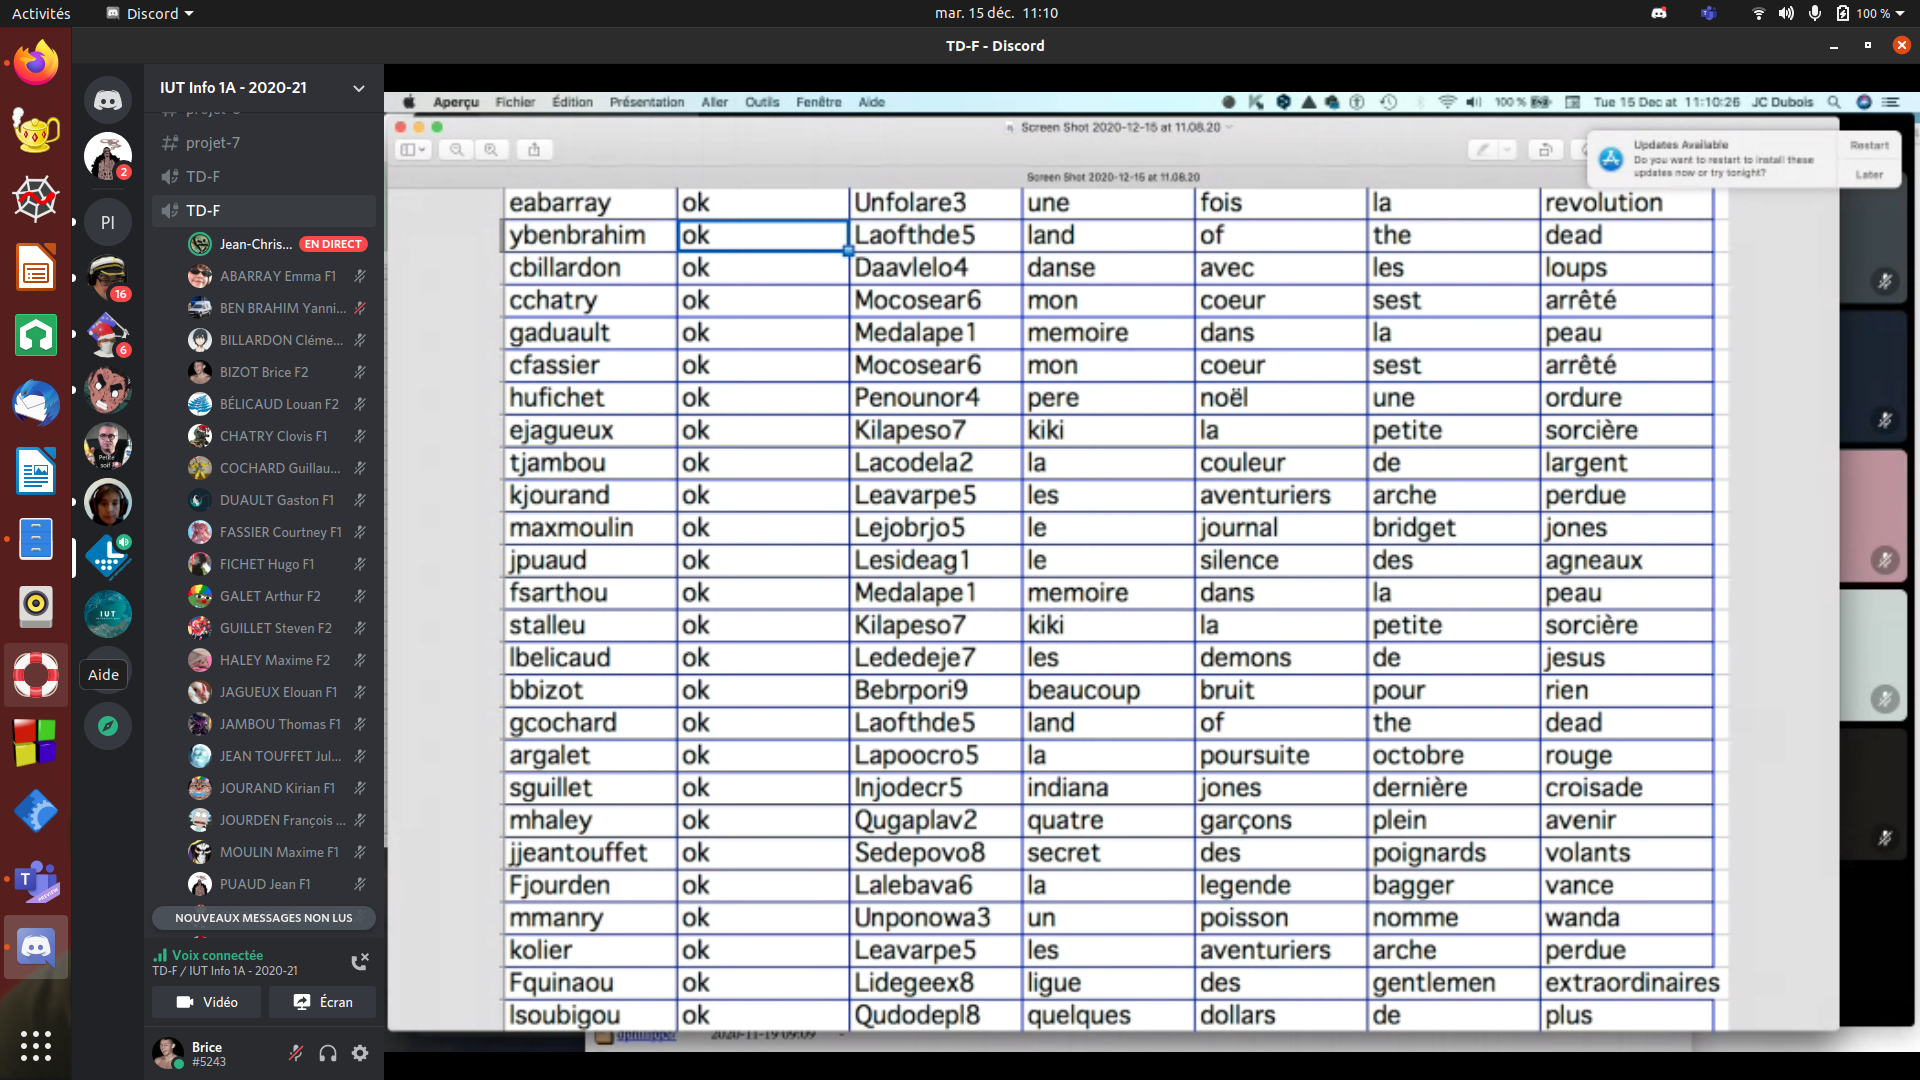 Activités Discord mar. 15 déc. 11:10 100 %
TD-F - Discord
IUT Info 1A - 2020-21
projet-7
TD-F
TD-F
Jean-Chris... EN DIRECT
ABARRAY Emma F1
BEN BRAHIM Yanni...
BILLARDON Cléme...
BIZOT Brice F2
BÉLICAUD Louan F2
CHATRY Clovis F1
COCHARD Guillau...
DUAULT Gaston F1
FASSIER Courtney F1
FICHET Hugo F1
GALET Arthur F2
GUILLET Steven F2
HALEY Maxime F2
JAGUEUX Elouan F1
JAMBOU Thomas F1
JEAN TOUFFET Jul...
JOURAND Kirian F1
JOURDEN François ...
MOULIN Maxime F1
PUAUD Jean F1
NOUVEAUX MESSAGES NON LUS
Voix connectée
TD-F / IUT Info 1A - 2020-21
Vidéo Écran
Brice
#5243
2
PI
16
6
Petite soif
IUT
Aide
Aperçu Fichier Édition Présentation Aller Outils Fenêtre Aide 100 % Tue 15 Dec at 11:10:26 JC Dubois
Screen Shot 2020-12-15 at 11.08.20
Screen Shot 2020-12-15 at 11.08.20
Updates Available
Do you want to restart to install these
updates now or try tonight?
Restart
Later
eabarray ok Unfolare3 une fois la revolution
ybenbrahim ok Laofthde5 land of the dead
cbillardon ok Daavlelo4 danse avec les loups
cchatry ok Mocosear6 mon coeur sest arrêté
gaduault ok Medalape1 memoire dans la peau
cfassier ok Mocosear6 mon coeur sest arrêté
hufichet ok Penounor4 pere noël une ordure
ejagueux ok Kilapeso7 kiki la petite sorcière
tjambou ok Lacodela2 la couleur de largent
kjourand ok Leavarpe5 les aventuriers arche perdue
maxmoulin ok Lejobrjo5 le journal bridget jones
jpuaud ok Lesideag1 le silence des agneaux
fsarthou ok Medalape1 memoire dans la peau
stalleu ok Kilapeso7 kiki la petite sorcière
lbelicaud ok Lededeje7 les demons de jesus
bbizot ok Bebrpori9 beaucoup bruit pour rien
gcochard ok Laofthde5 land of the dead
argalet ok Lapoocro5 la poursuite octobre rouge
sguillet ok Injodecr5 indiana jones dernière croisade
mhaley ok Qugaplav2 quatre garçons plein avenir
jjeantouffet ok Sedepovo8 secret des poignards volants
Fjourden ok Lalebava6 la legende bagger vance
mmanry ok Unponowa3 un poisson nomme wanda
kolier ok Leavarpe5 les aventuriers arche perdue
Fquinaou ok Lidegeex8 ligue des gentlemen extraordinaires
lsoubigou ok Qudodepl8 quelques dollars de plus
dphilipper 2020-11-19 09:09 -